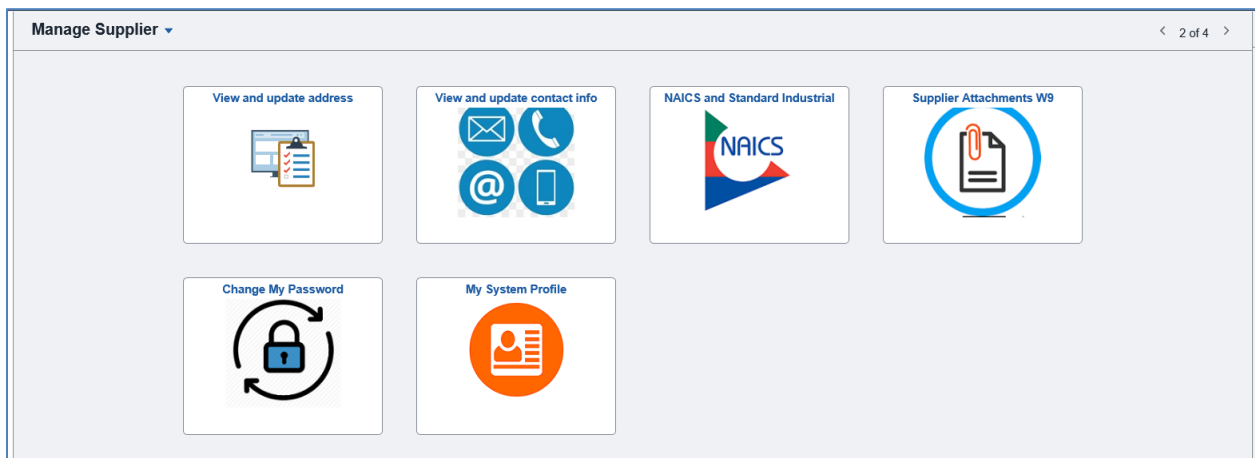 Manage Supplier
2 of 4
View and update address
View and update contact info
NAICS and Standard Industrial
Supplier Attachments W9
@
NAICS
Change My Password
My System Profile